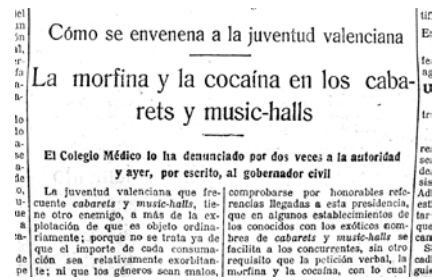 Cómo se envenena a la juventud valenciana
La morfina y la cocaína en los caba-
rets y music-halls
El Colegio Médico lo ha denunciado por dos veces a la autoridad
y ayer, por escrito, al gobernador civil
La juventud valenciana que fre-
cuente cabarets y music-halls, tie-
ne otro enemigo, a más de la ex-
plotación de que es objeto ordina-
riamente; porque no se trata ya de
que el importe de cada consuma-
ción sea relativamente exorbitan-
te; ni que los géneros sean malos,
comprobarse por honorables refe-
rencias llegadas a esta presidencia,
que en algunos establecimientos de
los conocidos con los exóticos nom-
bres de cabarets y music-halls se
facilita a los concurrentes, sin otro
requisito que la petición verbal, la
morfina y la cocaína, con lo cual